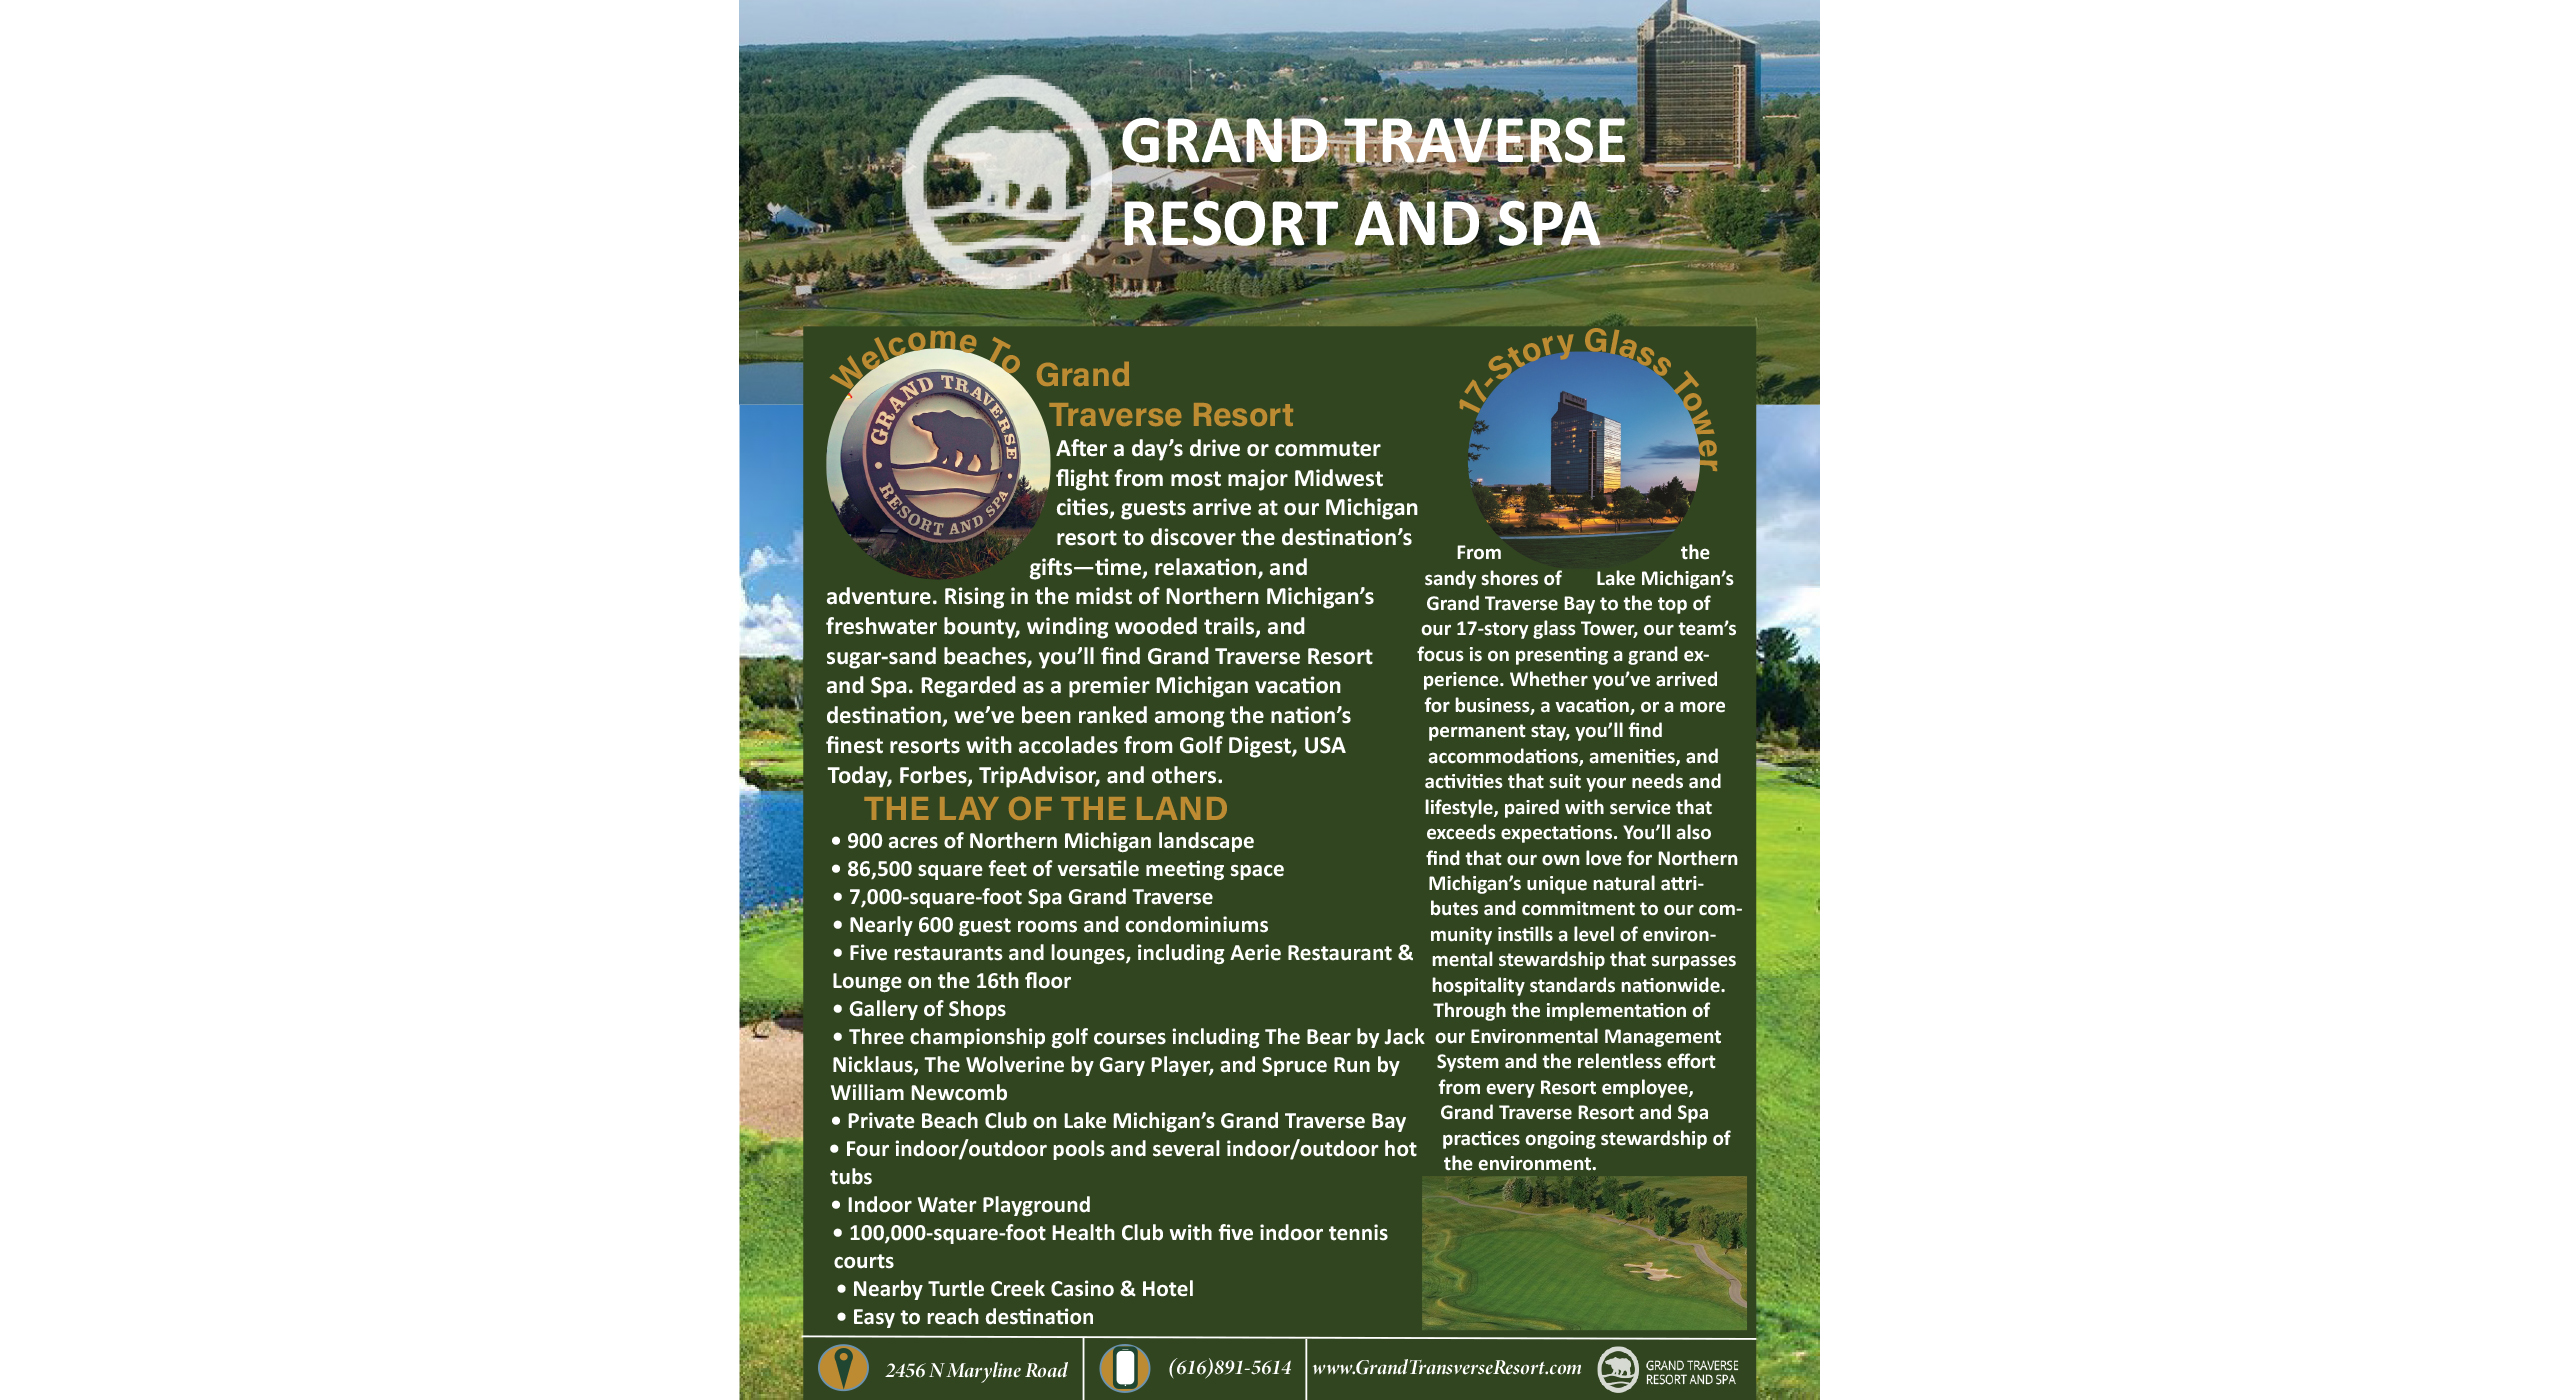 GRAND TRAVERSE
RESORT AND SPA
Welcome To
Grand
Traverse Resort
GRAND TRAVERSE
RESORT AND SPA
After a day’s drive or commuter
flight from most major Midwest
cities, guests arrive at our Michigan
resort to discover the destination’s
gifts—time, relaxation, and
adventure. Rising in the midst of Northern Michigan’s
freshwater bounty, winding wooded trails, and
sugar-sand beaches, you’ll find Grand Traverse Resort
and Spa. Regarded as a premier Michigan vacation
destination, we’ve been ranked among the nation’s
finest resorts with accolades from Golf Digest, USA
Today, Forbes, TripAdvisor, and others.
THE LAY OF THE LAND
• 900 acres of Northern Michigan landscape
• 86,500 square feet of versatile meeting space
• 7,000-square-foot Spa Grand Traverse
• Nearly 600 guest rooms and condominiums
• Five restaurants and lounges, including Aerie Restaurant &
Lounge on the 16th floor
• Gallery of Shops
• Three championship golf courses including The Bear by Jack
Nicklaus, The Wolverine by Gary Player, and Spruce Run by
William Newcomb
• Private Beach Club on Lake Michigan’s Grand Traverse Bay
• Four indoor/outdoor pools and several indoor/outdoor hot
tubs
• Indoor Water Playground
• 100,000-square-foot Health Club with five indoor tennis
courts
• Nearby Turtle Creek Casino & Hotel
• Easy to reach destination
17-Story Glass Tower
From the
sandy shores of Lake Michigan’s
Grand Traverse Bay to the top of
our 17-story glass Tower, our team’s
focus is on presenting a grand ex-
perience. Whether you’ve arrived
for business, a vacation, or a more
permanent stay, you’ll find
accommodations, amenities, and
activities that suit your needs and
lifestyle, paired with service that
exceeds expectations. You’ll also
find that our own love for Northern
Michigan’s unique natural attri-
butes and commitment to our com-
munity instills a level of environ-
mental stewardship that surpasses
hospitality standards nationwide.
Through the implementation of
our Environmental Management
System and the relentless effort
from every Resort employee,
Grand Traverse Resort and Spa
practices ongoing stewardship of
the environment.
2456 N Maryline Road
(616)891-5614
www.GrandTransverseResort.com
GRAND TRAVERSE
RESORT AND SPA